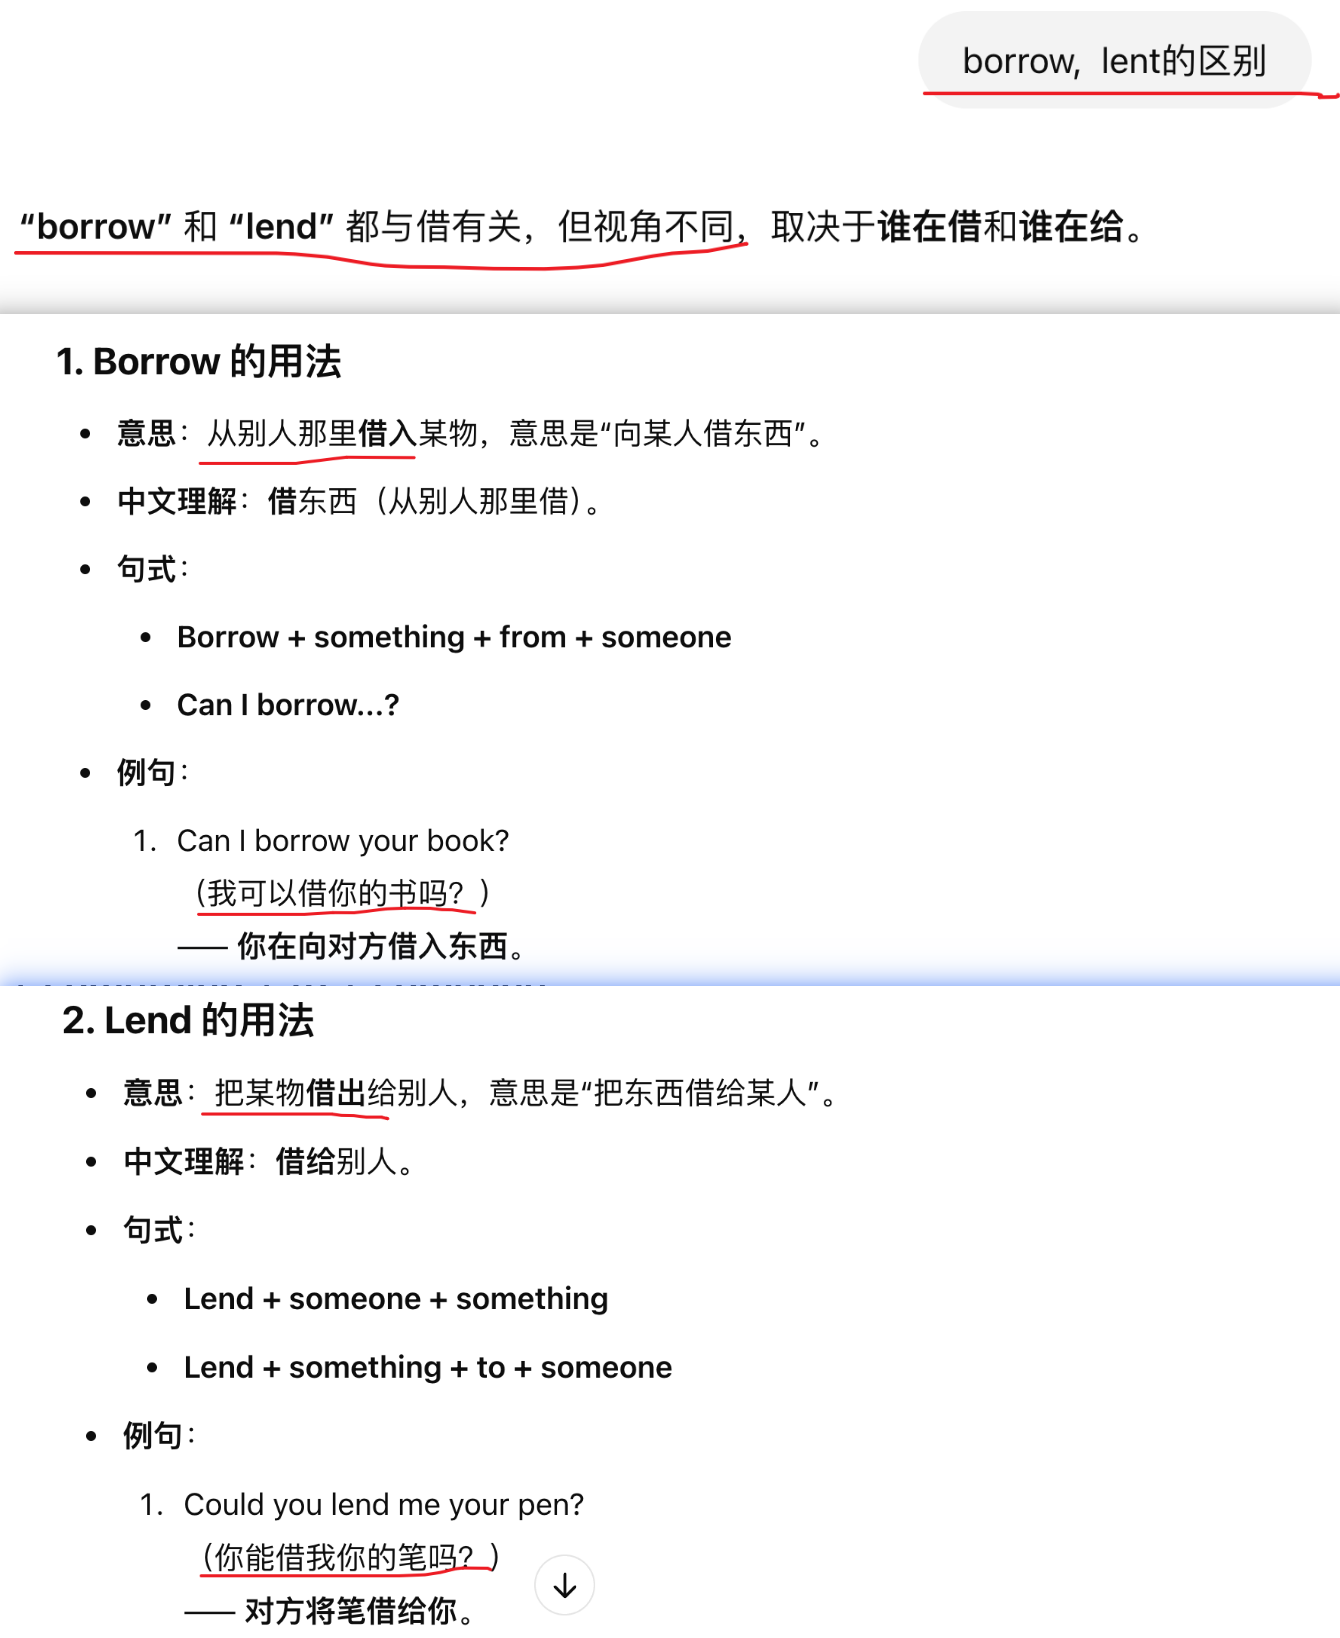 borrow,  lent的区别
“borrow” 和 “lend” 都与借有关，但视角不同，取决于谁在借和谁在给。
1. Borrow 的用法
• 意思：从别人那里借入某物，意思是“向某人借东西”。
• 中文理解：借东西（从别人那里借）。
• 句式：
• Borrow + something + from + someone
• Can I borrow...?
• 例句：
1. Can I borrow your book?
（我可以借你的书吗？）
—— 你在向对方借入东西。
2. Lend 的用法
• 意思：把某物借出给别人，意思是“把东西借给某人”。
• 中文理解：借给别人。
• 句式：
• Lend + someone + something
• Lend + something + to + someone
• 例句：
1. Could you lend me your pen?
（你能借我你的笔吗？）
—— 对方将笔借给你。